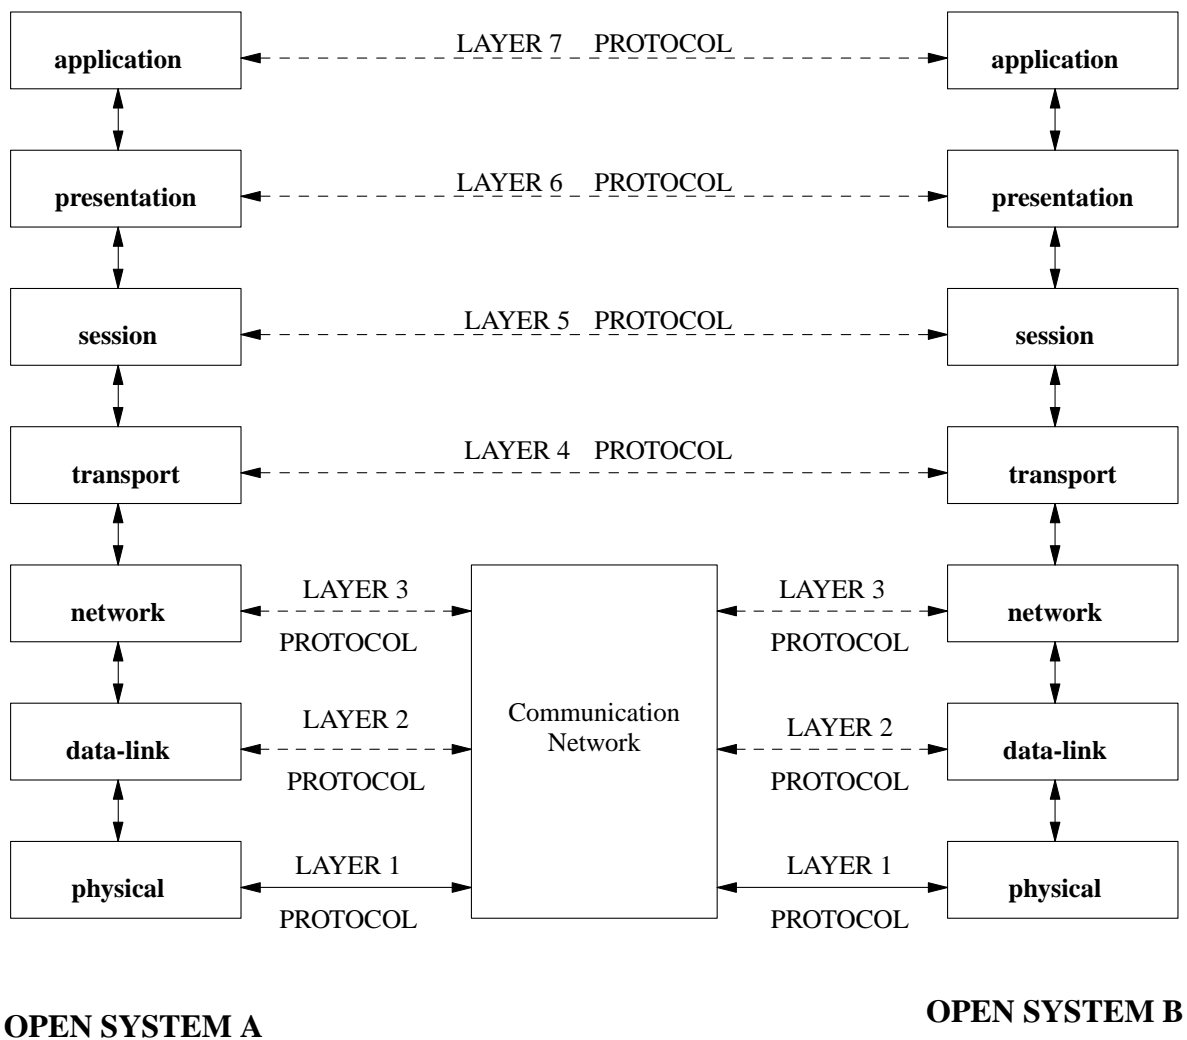 application
LAYER 7 PROTOCOL
application
presentation
LAYER 6 PROTOCOL
presentation
session
LAYER 5 PROTOCOL
session
transport
LAYER 4 PROTOCOL
transport
network
LAYER 3
PROTOCOL
LAYER 3
PROTOCOL
network
Communication
Network
data-link
LAYER 2
PROTOCOL
LAYER 2
PROTOCOL
data-link
physical
LAYER 1
PROTOCOL
LAYER 1
PROTOCOL
physical
OPEN SYSTEM A
OPEN SYSTEM B